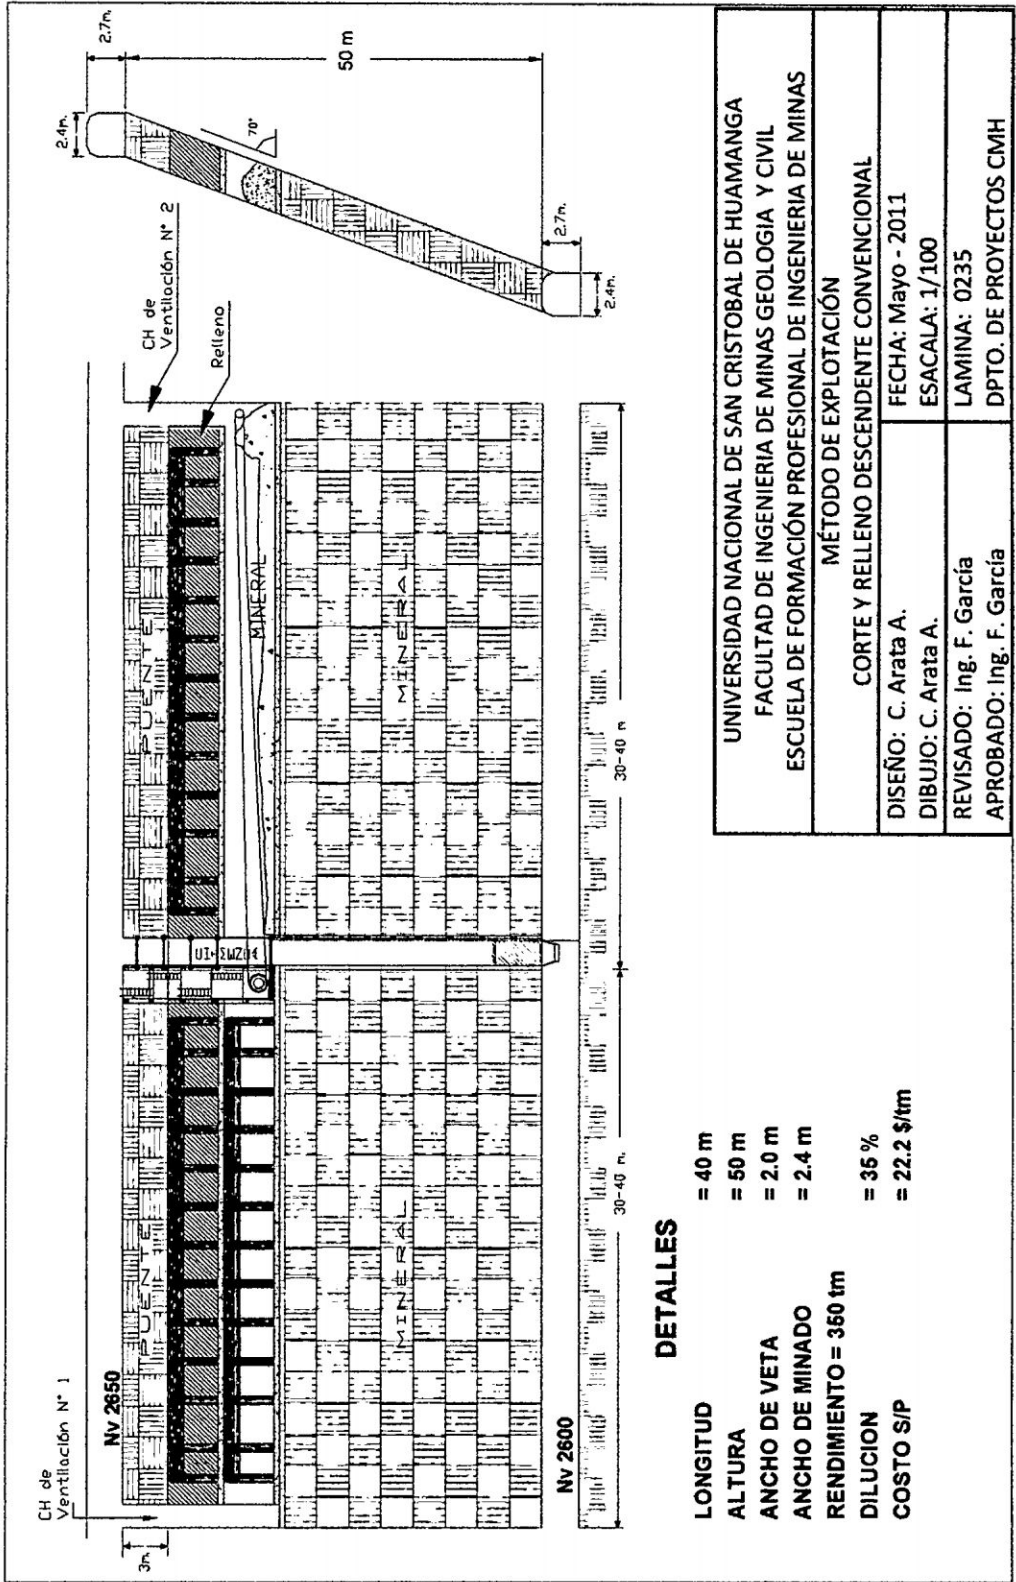 CH de
Ventilación N° 1
Nv 2650
3m.
PUENTE
PUENTE
CH de
Ventilación N° 2
Relleno
MINERAL
MINERAL
MINERAL
Nv 2600
30-40 m.
30-40 m
2.4m.
2.7m.
50 m
70°
2.7m.
2.4m.
DETALLES
LONGITUD = 40 m
ALTURA = 50 m
ANCHO DE VETA = 2.0 m
ANCHO DE MINADO = 2.4 m
RENDIMIENTO = 350 tm
DILUCION = 35 %
COSTO S/P = 22.2 $/tm
UNIVERSIDAD NACIONAL DE SAN CRISTOBAL DE HUAMANGA
FACULTAD DE INGENIERIA DE MINAS GEOLOGIA Y CIVIL
ESCUELA DE FORMACIÓN PROFESIONAL DE INGENIERIA DE MINAS
MÉTODO DE EXPLOTACIÓN
CORTE Y RELLENO DESCENDENTE CONVENCIONAL
DISEÑO: C. Arata A.
DIBUJO: C. Arata A.
FECHA: Mayo - 2011
ESACALA: 1/100
REVISADO: Ing. F. García
APROBADO: Ing. F. García
LAMINA: 0235
DPTO. DE PROYECTOS CMH